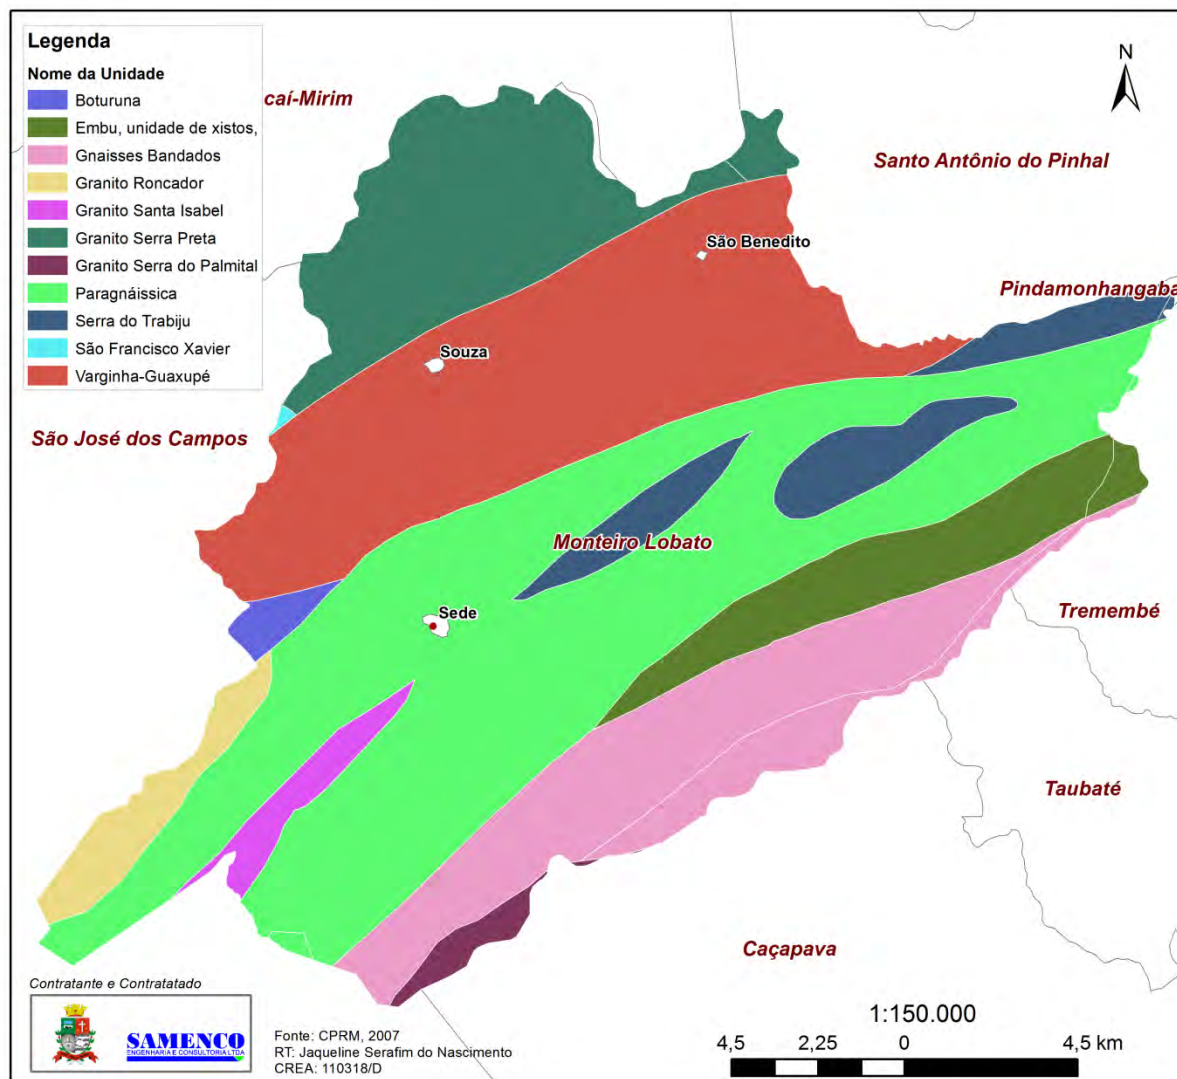 Legenda
Nome da Unidade
Boturuna
Embu, unidade de xistos,
Gnaisses Bandados
Granito Roncador
Granito Santa Isabel
Granito Serra Preta
Granito Serra do Palmital
Paragnáissica
Serra do Trabiju
São Francisco Xavier
Varginha-Guaxupé
caí-Mirim
N
Santo Antônio do Pinhal
São Benedito
Pindamonhangaba
Souza
São José dos Campos
Monteiro Lobato
Sede
Tremembé
Taubaté
Caçapava
Contratante e Contratatado
SAMENCO
ENGENHARIA E CONSULTORIA LTDA
Fonte: CPRM, 2007
RT: Jaqueline Serafim do Nascimento
CREA: 110318/D
1:150.000
4,5 2,25 0 4,5 km